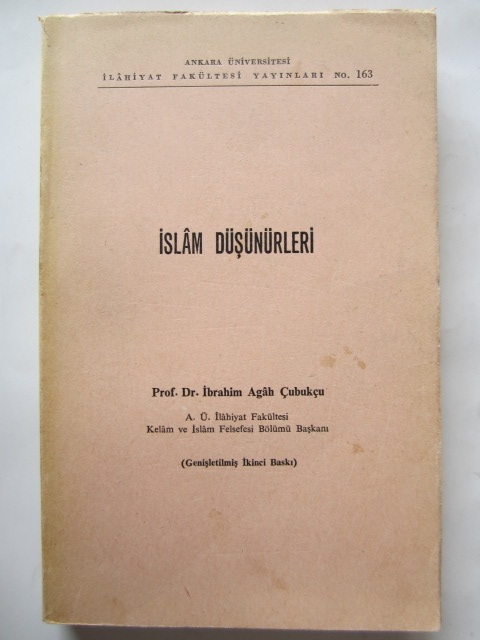 ANKARA ÜNİVERSİTESİ
İLÂHİYAT FAKÜLTESİ YAYINLARI NO. 163
İSLÂM DÜŞÜNÜRLERİ
Prof. Dr. İbrahim Agâh Çubukçu
A. Ü. İlâhiyat Fakültesi
Kelâm ve İslâm Felsefesi Bölümü Başkanı
(Genişletilmiş İkinci Baskı)